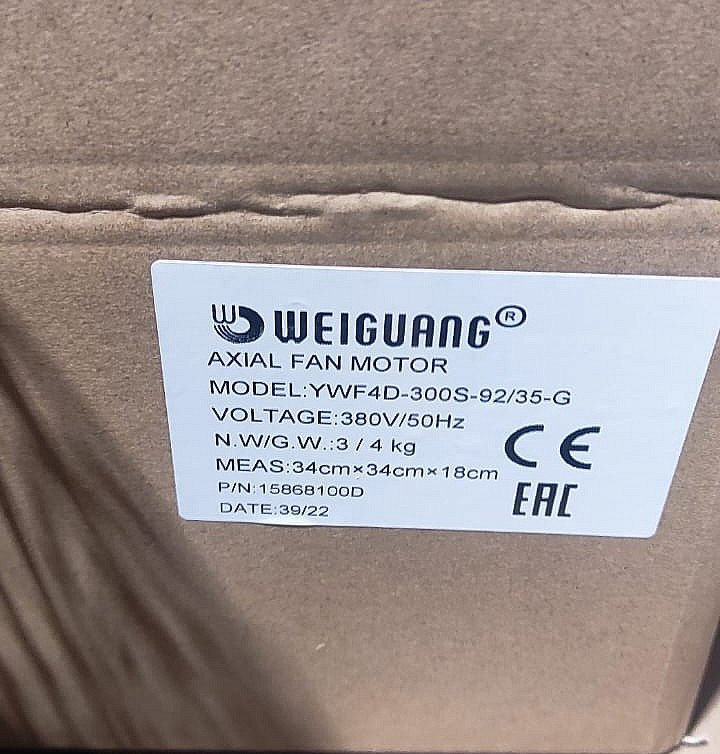 WEIGUANG®
AXIAL FAN MOTOR
MODEL:YWF4D-300S-92/35-G
VOLTAGE:380V/50Hz
N.W/G.W.:3 / 4 kg
MEAS:34cm×34cm×18cm
P/N:15868100D
DATE:39/22
CE
EAC